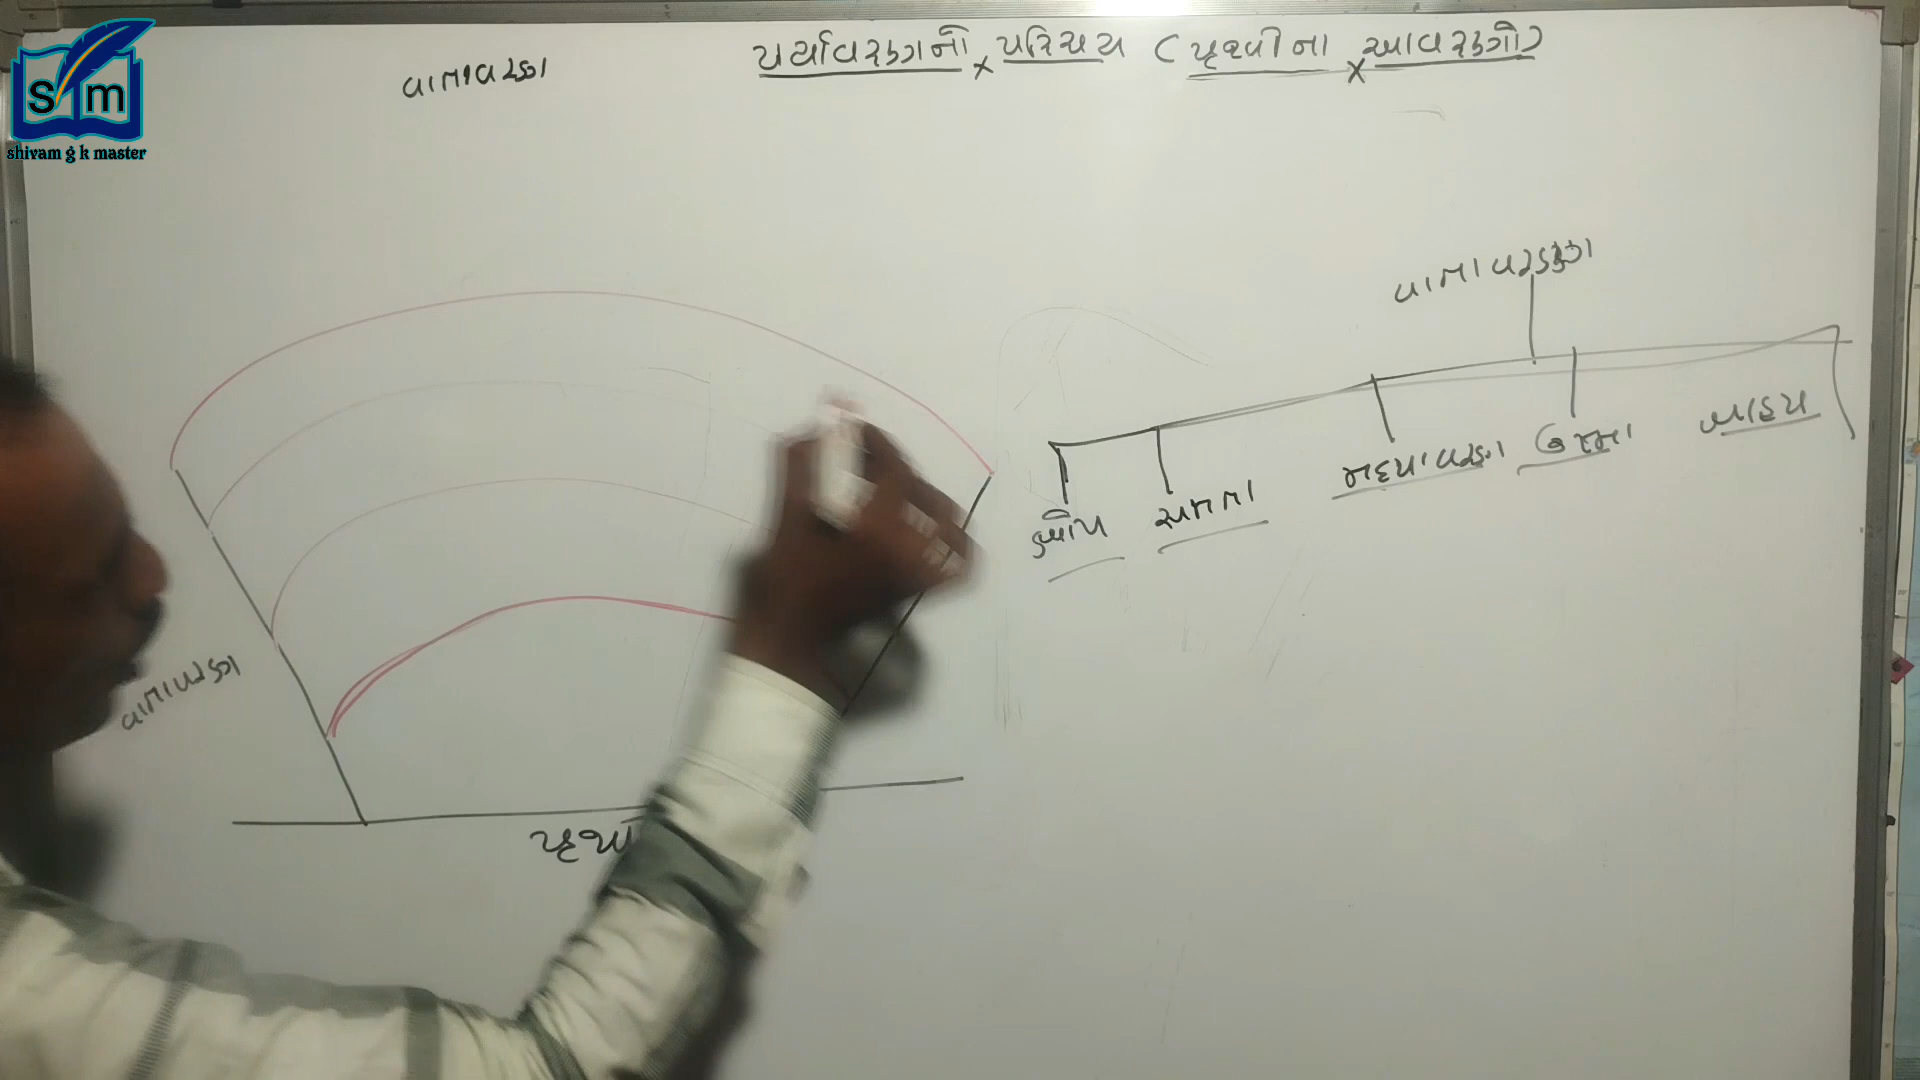 S m
shivam g k master
પર્યાવરણનો પરિચય ( પૃથ્વીના આવરણો )
વાતાવરણ
વાતાવરણ
ક્ષોભ સમતા મધ્યાવરણ ઉષ્મા બાહ્ય
વાતાવરણ
પૃથ્વી